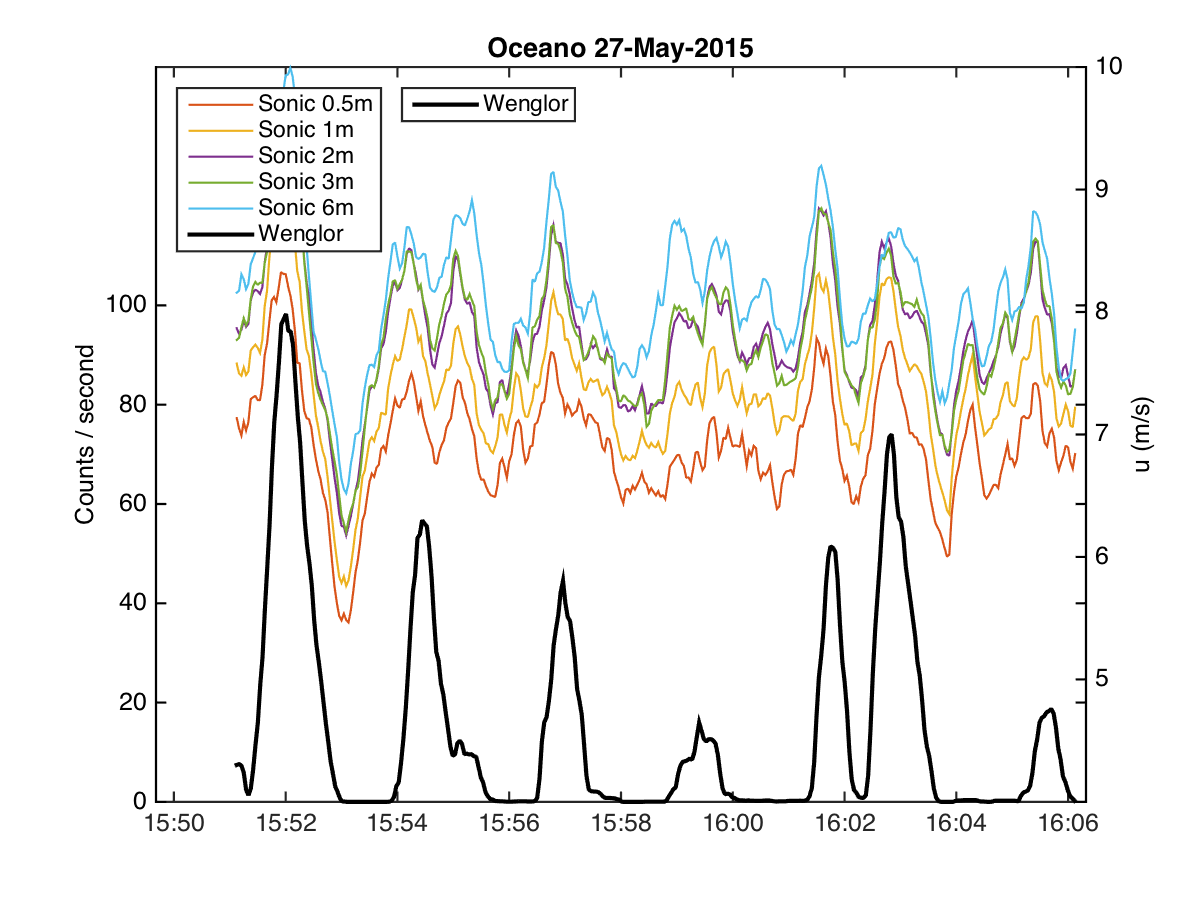 Oceano 27-May-2015
Sonic 0.5m
Sonic 1m
Sonic 2m
Sonic 3m
Sonic 6m
Wenglor
Wenglor
Counts / second
100
80
60
40
20
0
10
9
8
7
6
5
u (m/s)
15:50 15:52 15:54 15:56 15:58 16:00 16:02 16:04 16:06